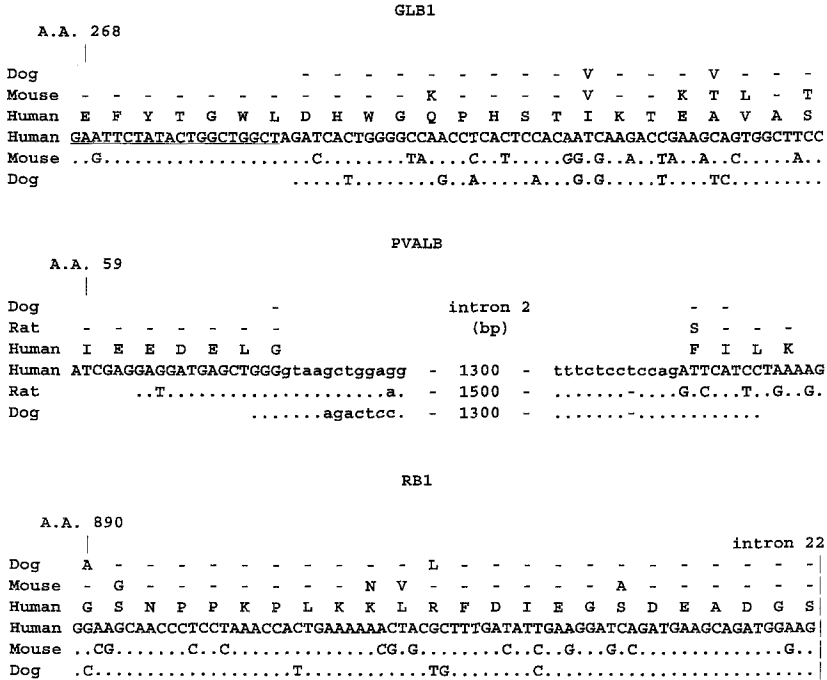 GLB1
A.A. 268
Dog - - - - - - - - - V - - - V - - -
Mouse - - - - - - - - - - - K - - - - V - - K T L - T
Human E F Y T G W L D H W G Q P H S T I K T E A V A S
Human GAATTCTATACTGGCTGGCTAGATCACTGGGGCCAACCTCACTCCACAATCAAGACCGAAGCAGTGGCTTCC
Mouse ..G....................C........TA....C..T.....GG.G..A..TA..A..C.....A..
Dog .....T........G..A.....A...G.G.....T....TC.........
PVALB
A.A. 59
Dog - intron 2 - -
Rat - - - - - - - (bp) S - - -
Human I E E D E L G F I L K
Human ATCGAGGAGGATGAGCTGGGgtaagctggagg - 1300 - tttctcctccagATTCATCCTAAAAG
Rat ..T.....................a. - 1500 - .......-....G.C...T..G..G.
Dog .......agactcc. - 1300 - .......-............
RB1
A.A. 890
intron 22
Dog A - - - - - - - - - - L - - - - - - - - - - - -
Mouse - G - - - - - - - N V - - - - - - A - - - - - -
Human G S N P P K P L K K L R F D I E G S D E A D G S
Human GGAAGCAACCCTCCTAAACCACTGAAAAAACTACGCTTTGATATTGAAGGATCAGATGAAGCAGATGGAAG
Mouse ..CG.......C..C..............CG.G........C..C..G...G.C..............G..
Dog .C...................T............TG........C..........................